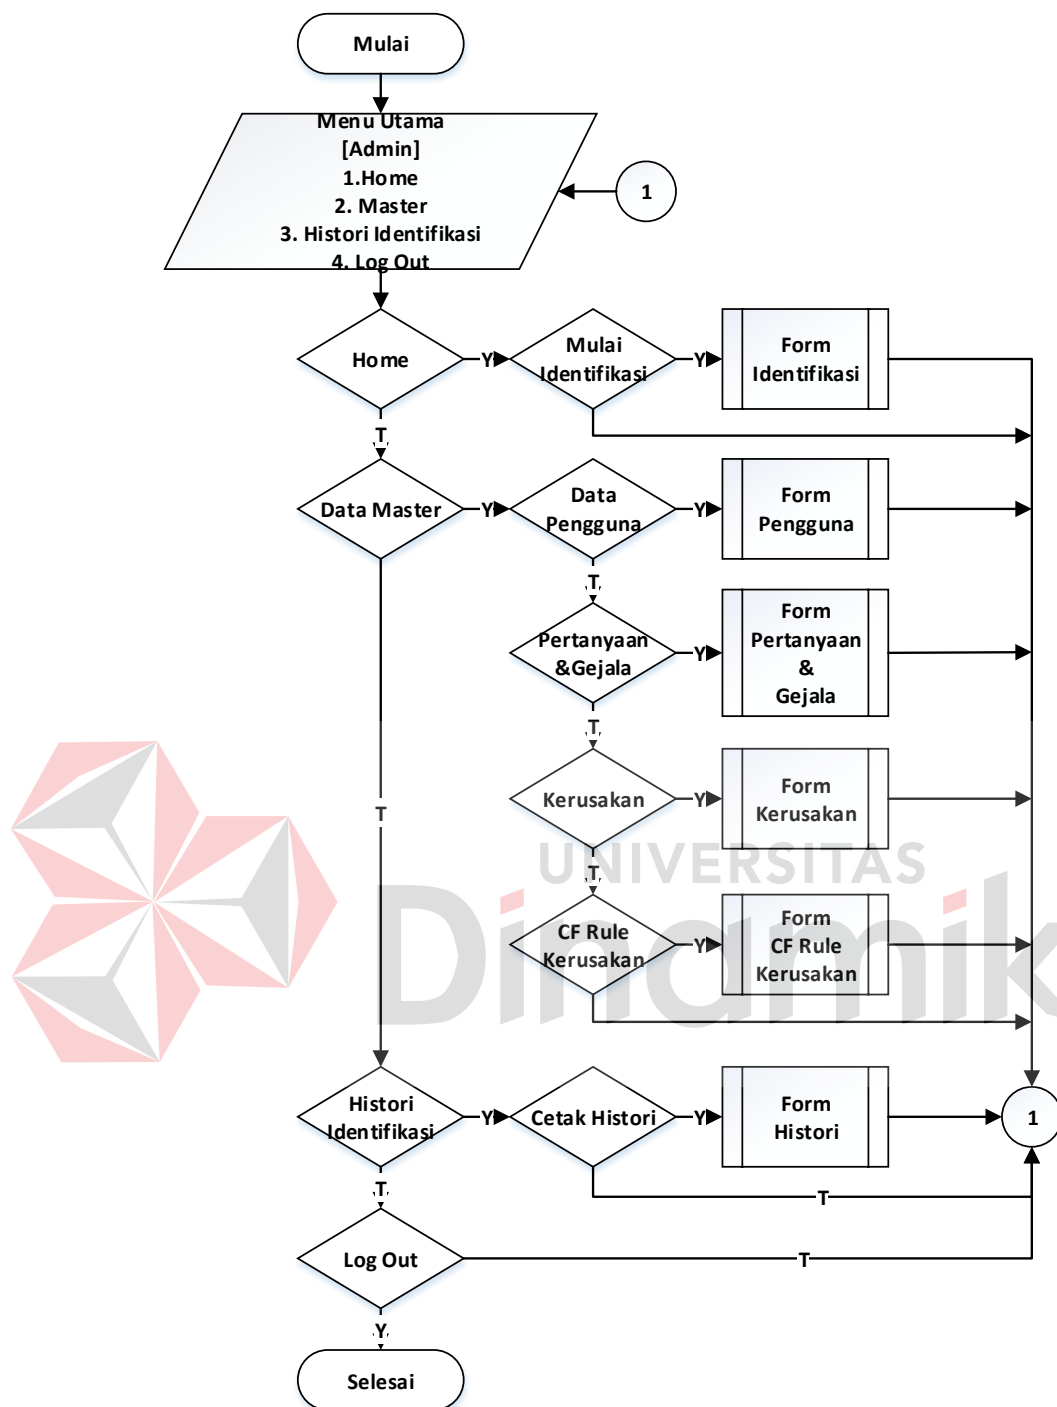 Mulai
Menu Utama
[Admin]
1.Home
2. Master
3. Histori Identifikasi
4. Log Out
1
Home
Y
Mulai
Identifikasi
Y
Form
Identifikasi
T
Data Master
Y
Data
Pengguna
Y
Form
Pengguna
T
Pertanyaan
&Gejala
Y
Form
Pertanyaan
&
Gejala
T
T
Kerusakan
Y
Form
Kerusakan
T
UNIVERSITAS
Dinamik
CF Rule
Kerusakan
Y
Form
CF Rule
Kerusakan
Histori
Identifikasi
Y
Cetak Histori
Y
Form
Histori
1
T
T
Log Out
T
Y
Selesai